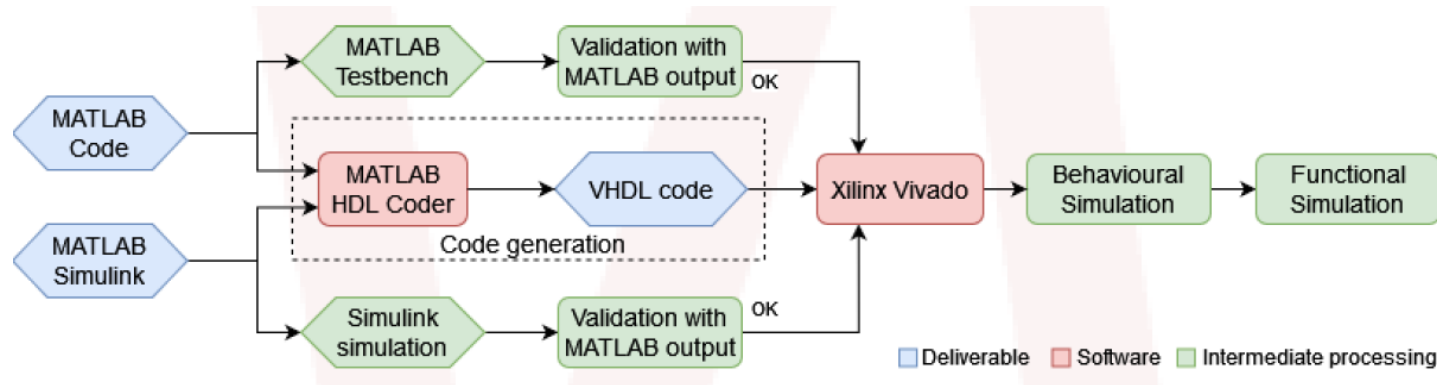 MATLAB
Testbench
Validation with
MATLAB output
OK
MATLAB
Code
MATLAB
HDL Coder
VHDL code
Code generation
Xilinx Vivado
Behavioural
Simulation
Functional
Simulation
MATLAB
Simulink
Simulink
simulation
Validation with
MATLAB output
OK
Deliverable
Software
Intermediate processing